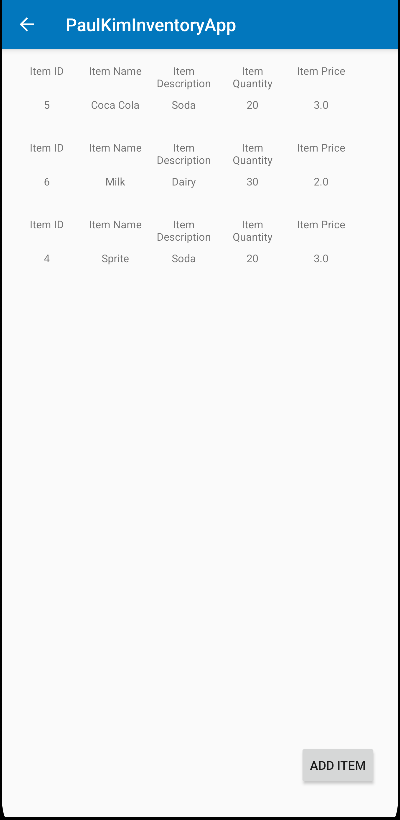 PaulKimInventoryApp
Item ID Item Name Item Description Item Quantity Item Price
5 Coca Cola Soda 20 3.0
Item ID Item Name Item Description Item Quantity Item Price
6 Milk Dairy 30 2.0
Item ID Item Name Item Description Item Quantity Item Price
4 Sprite Soda 20 3.0
ADD ITEM